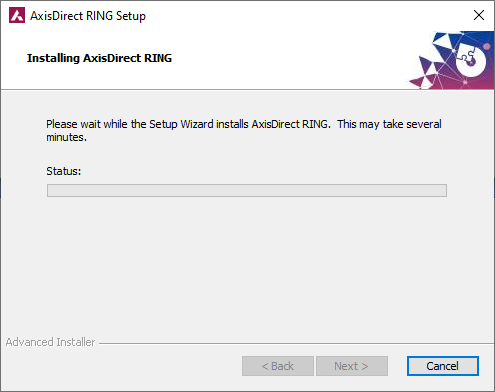 AxisDirect RING Setup
Installing AxisDirect RING
Please wait while the Setup Wizard installs AxisDirect RING.  This may take several
minutes.
Status:
Advanced Installer
< Back
Next >
Cancel